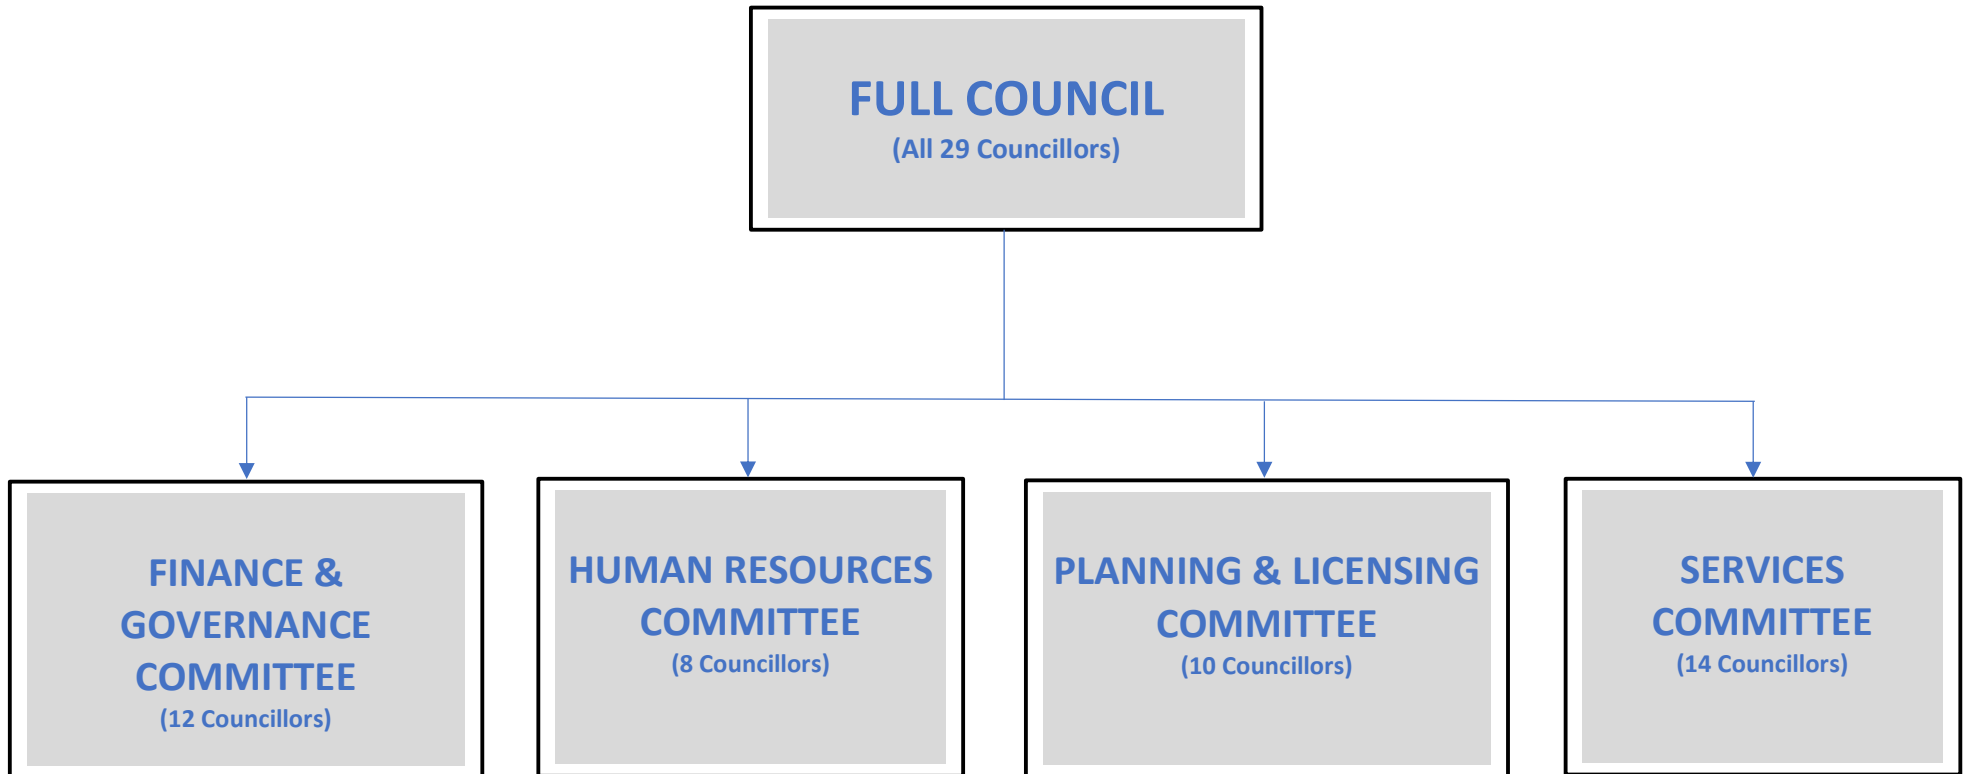 FULL COUNCIL
(All 29 Councillors)
FINANCE &
GOVERNANCE
COMMITTEE
(12 Councillors)
HUMAN RESOURCES
COMMITTEE
(8 Councillors)
PLANNING & LICENSING
COMMITTEE
(10 Councillors)
SERVICES
COMMITTEE
(14 Councillors)